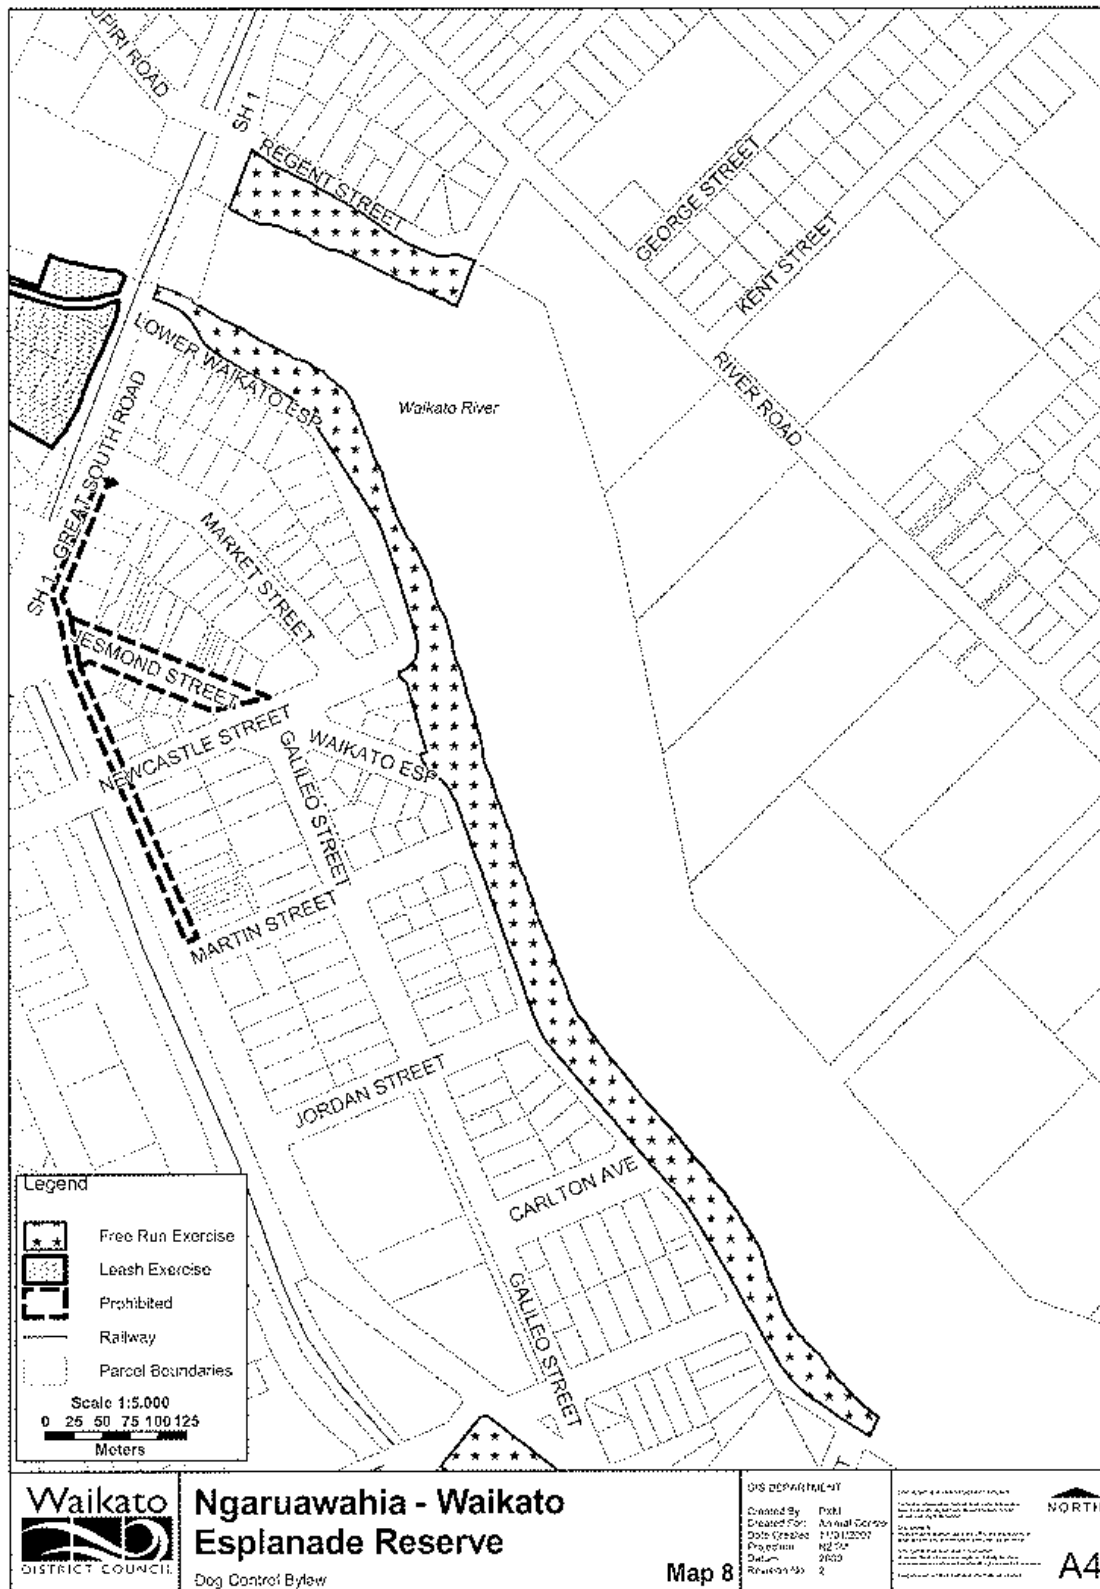 UPIRI ROAD
SH 1
REGENT STREET
GEORGE STREET
KENT STREET
LOWER WAIKATO ESP
Waikato River
RIVER ROAD
SH 1 - GREAT SOUTH ROAD
MARKET STREET
JESMOND STREET
NEWCASTLE STREET
WAIKATO ESP
GALILEO STREET
MARTIN STREET
JORDAN STREET
CARLTON AVE
GALILEO STREET
Legend
Free Run Exercise
Leash Exercise
Prohibited
Railway
Parcel Boundaries
Scale 1:5,000
0 25 50 75 100 125
Meters
Waikato
DISTRICT COUNCIL
Ngaruawahia - Waikato
Esplanade Reserve
Dog Control Bylaw
Map 8
GIS DEPARTMENT
Created By
Created For: Animal Control
Date Created
Projection
Datum
Revision No 2
NORTH
A4